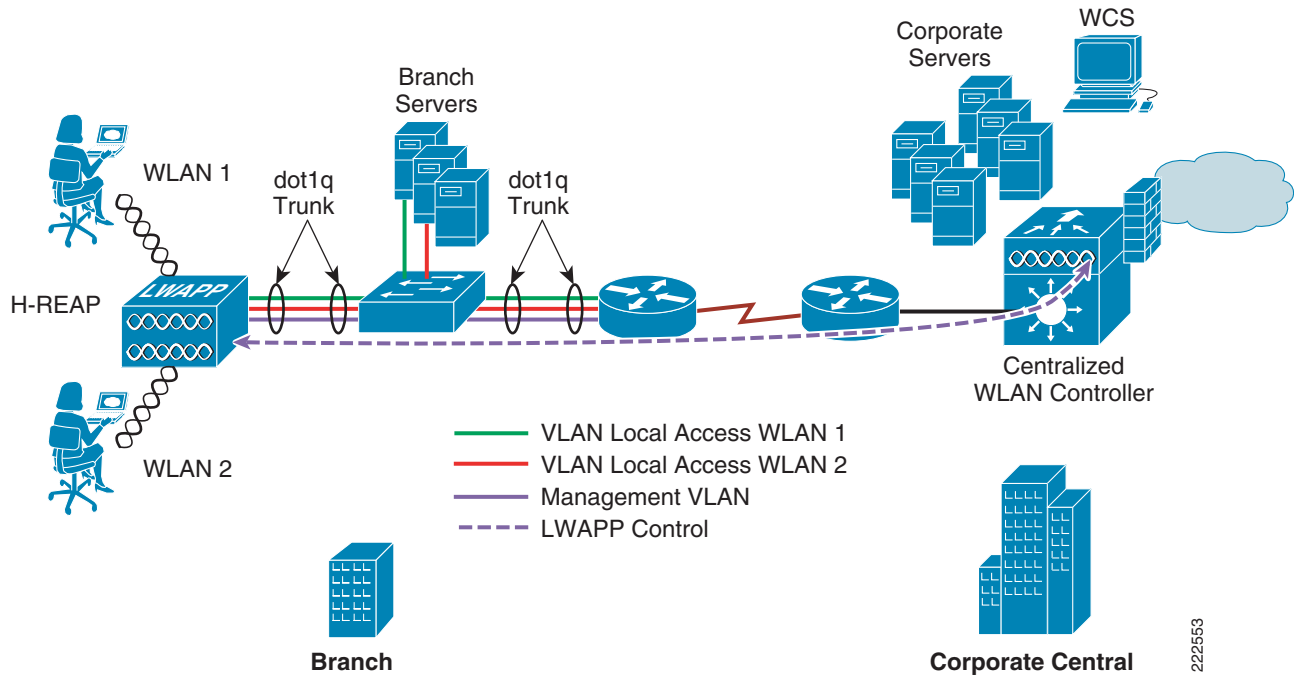 WCS
Corporate
Servers
Branch
Servers
WLAN 1
dot1q
Trunk
dot1q
Trunk
H-REAP
LWAPP
Centralized
WLAN Controller
WLAN 2
VLAN Local Access WLAN 1
VLAN Local Access WLAN 2
Management VLAN
LWAPP Control
Branch
Corporate Central
222553